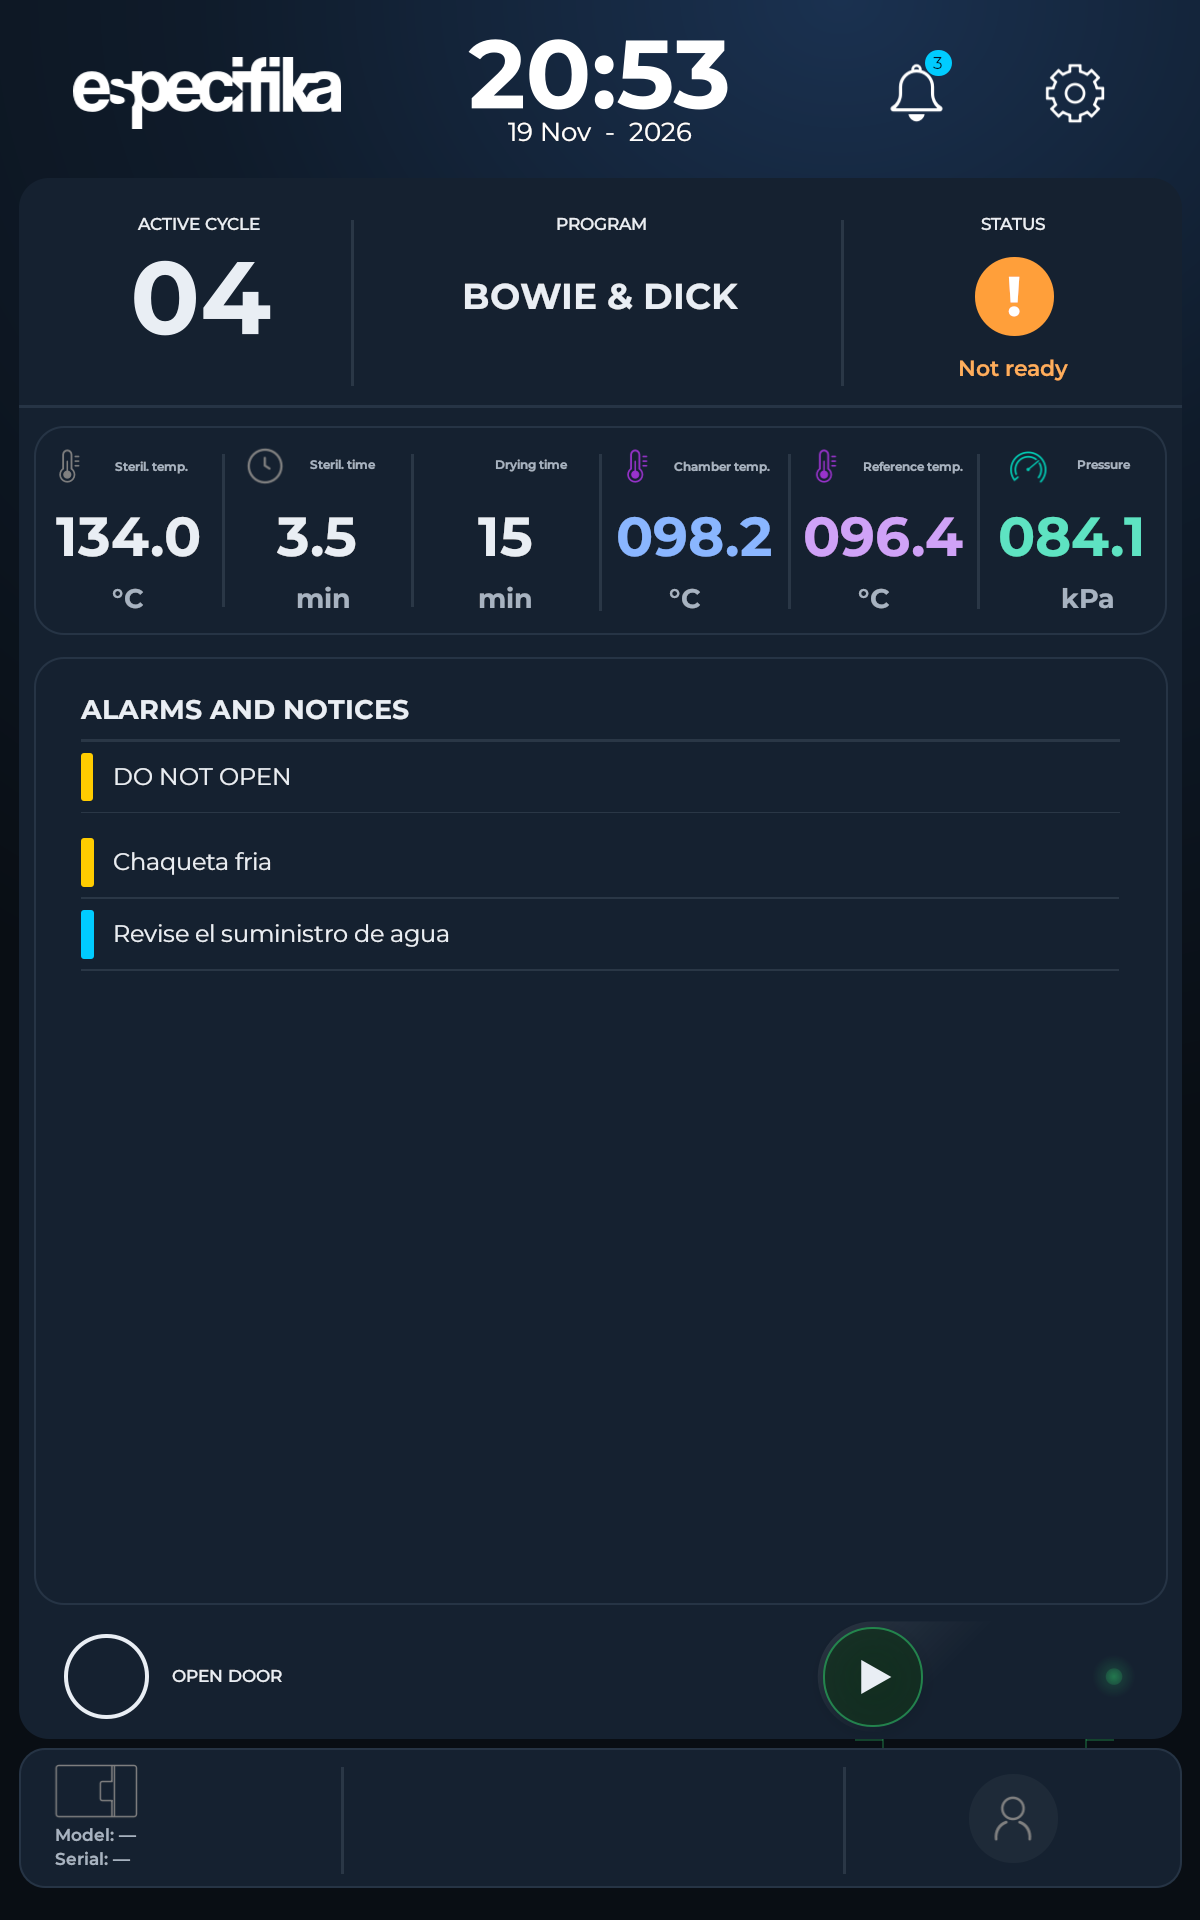 especifika
20:53
3
19 Nov - 2026
ACTIVE CYCLE
04
PROGRAM
BOWIE & DICK
STATUS
!
Not ready
Steril. temp.
134.0
°C
Steril. time
3.5
min
Drying time
15
min
Chamber temp.
098.2
°C
Reference temp.
096.4
°C
Pressure
084.1
kPa
ALARMS AND NOTICES
DO NOT OPEN
Chaqueta fria
Revise el suministro de agua
OPEN DOOR
Model: —
Serial: —